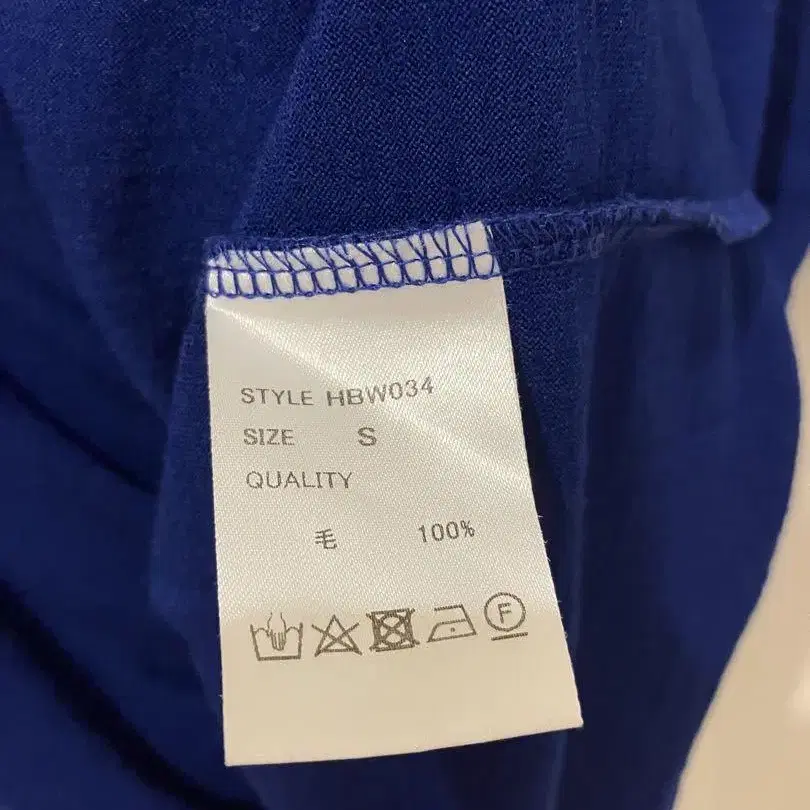 STYLE HBW034
SIZE S
QUALITY
毛 100%
F